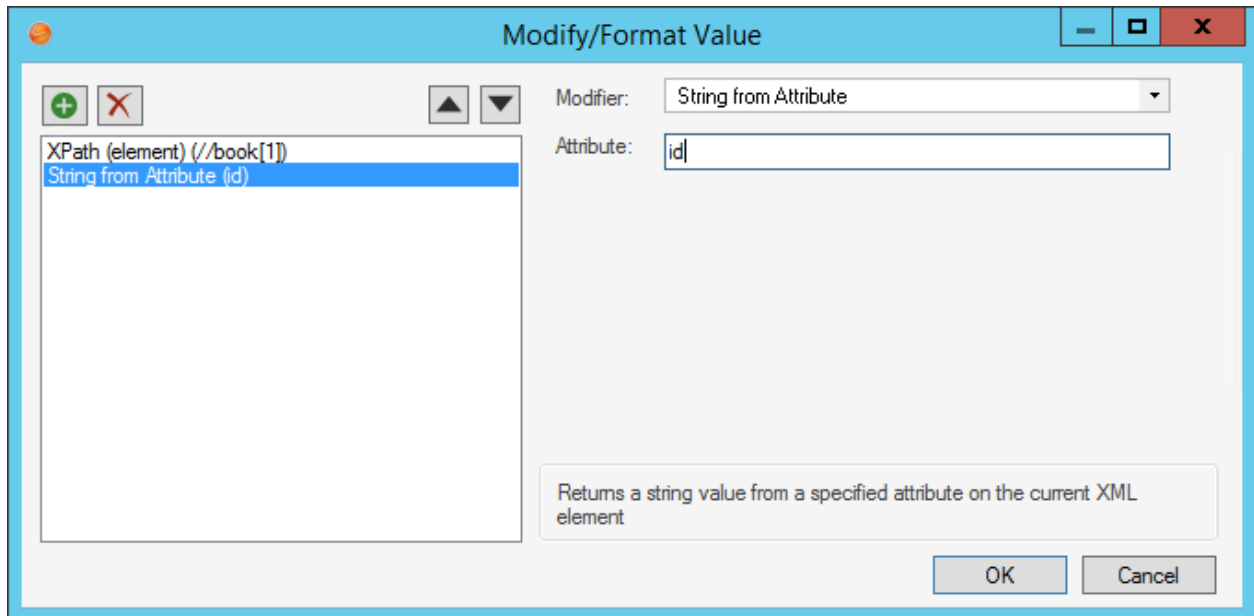 Modify/Format Value
X
Modifier: String from Attribute
Attribute: id
XPath (element) (//book[1])
String from Attribute (id)
Returns a string value from a specified attribute on the current XML
element
OK Cancel